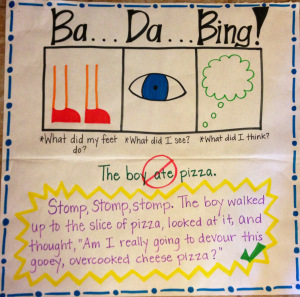 Ba...Da...Bing!
*What did my feet do? *What did I see? *What did I think?
The boy ate pizza.
Stomp, Stomp, stomp. The boy walked
up to the slice of pizza, looked at it, and
thought, "Am I really going to devour this
gooey, overcooked cheese pizza?"